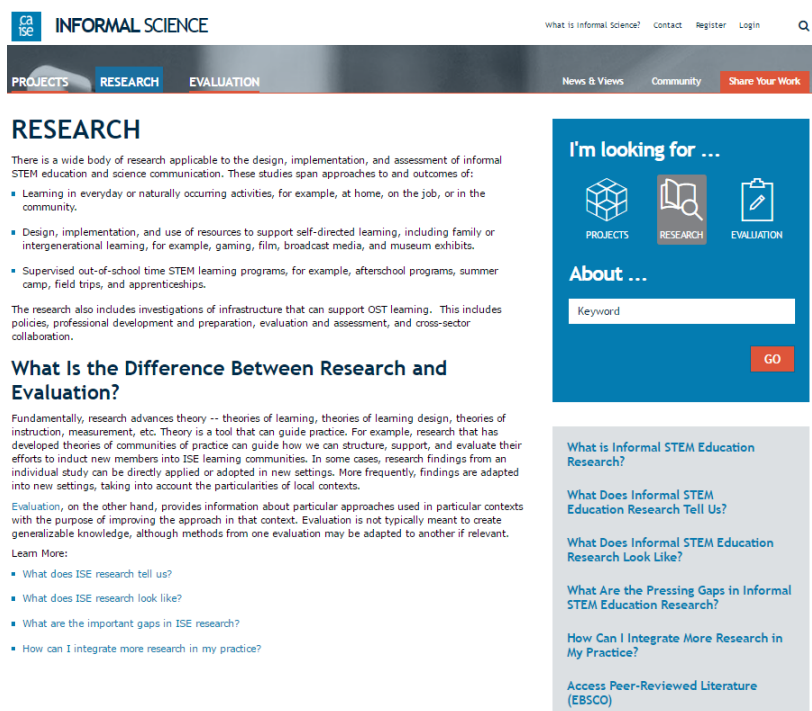 ca
ise
INFORMAL SCIENCE
What is Informal Science? Contact Register Login
PROJECTS RESEARCH EVALUATION
News & Views Community Share Your Work
RESEARCH
There is a wide body of research applicable to the design, implementation, and assessment of informal
STEM education and science communication. These studies span approaches to and outcomes of:
Learning in everyday or naturally occurring activities, for example, at home, on the job, or in the
community.
Design, implementation, and use of resources to support self-directed learning, including family or
intergenerational learning, for example, gaming, film, broadcast media, and museum exhibits.
Supervised out-of-school time STEM learning programs, for example, afterschool programs, summer
camp, field trips, and apprenticeships.
The research also includes investigations of infrastructure that can support OST learning. This includes
policies, professional development and preparation, evaluation and assessment, and cross-sector
collaboration.
What Is the Difference Between Research and
Evaluation?
Fundamentally, research advances theory -- theories of learning, theories of learning design, theories of
instruction, measurement, etc. Theory is a tool that can guide practice. For example, research that has
developed theories of communities of practice can guide how we can structure, support, and evaluate their
efforts to induct new members into ISE learning communities. In some cases, research findings from an
individual study can be directly applied or adopted in new settings. More frequently, findings are adapted
into new settings, taking into account the particularities of local contexts.
Evaluation, on the other hand, provides information about particular approaches used in particular contexts
with the purpose of improving the approach in that context. Evaluation is not typically meant to create
generalizable knowledge, although methods from one evaluation may be adapted to another if relevant.
Learn More:
What does ISE research tell us?
What does ISE research look like?
What are the important gaps in ISE research?
How can I integrate more research in my practice?
I'm looking for ...
PROJECTS RESEARCH EVALUATION
About ...
Keyword
GO
What is Informal STEM Education
Research?
What Does Informal STEM
Education Research Tell Us?
What Does Informal STEM Education
Research Look Like?
What Are the Pressing Gaps in Informal
STEM Education Research?
How Can I Integrate More Research in
My Practice?
Access Peer-Reviewed Literature
(EBSCO)